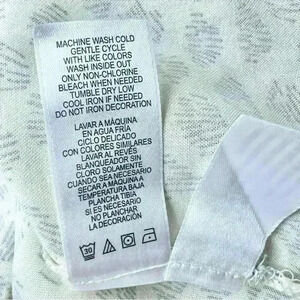 MACHINE WASH COLD
GENTLE CYCLE
WITH LIKE COLORS
WASH INSIDE OUT
ONLY NON-CHLORINE
BLEACH WHEN NEEDED
TUMBLE DRY LOW
COOL IRON IF NEEDED
DO NOT IRON DECORATION
LAVAR A MÁQUINA
EN AGUA FRÍA
CICLO DELICADO
CON COLORES SIMILARES
LAVAR AL REVÉS
BLANQUEADOR SIN
CLORO SOLAMENTE
CUANDO SEA NECESARIO
SECAR A MÁQUINA A
TEMPERATURA BAJA
PLANCHA TIBIA
SI ES NECESARIO
NO PLANCHAR
LA DECORACIÓN